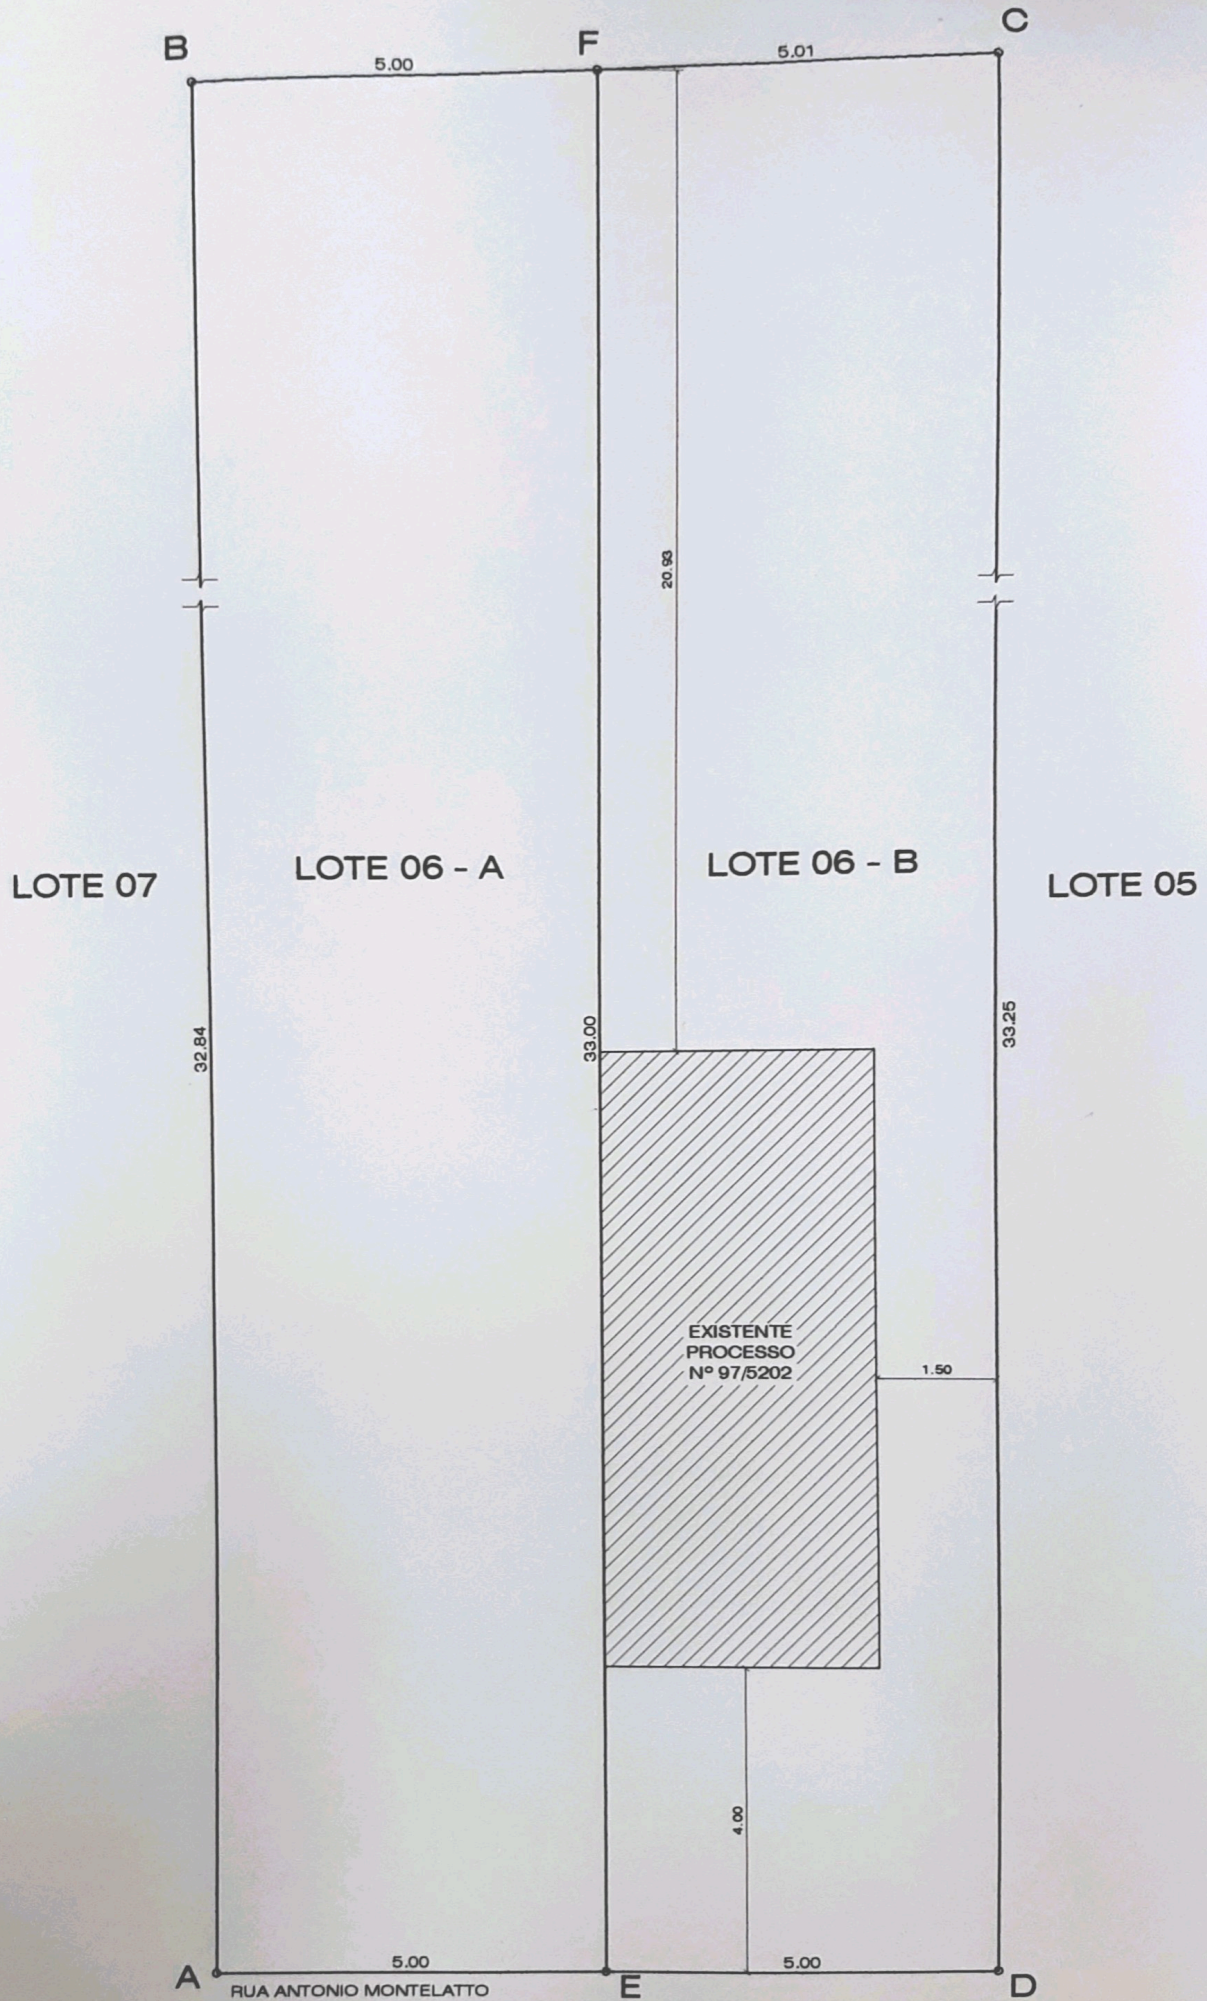 B
5.00
F
5.01
C
20.93
LOTE 07
LOTE 06 - A
LOTE 06 - B
LOTE 05
32.84
33.00
33.25
EXISTENTE
PROCESSO
Nº 97/5202
1.50
4.00
A
5.00
RUA ANTONIO MONTELATTO
E
5.00
D